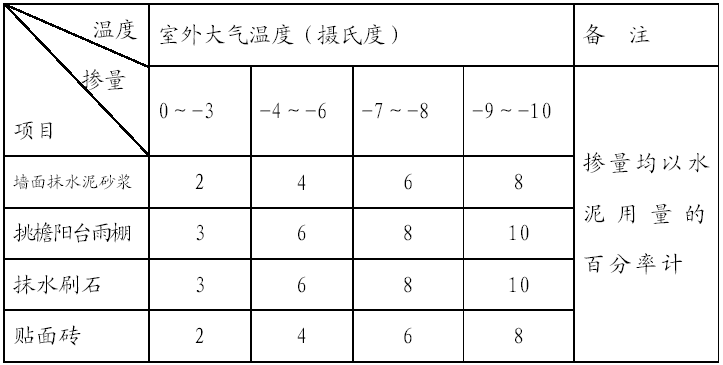 温度
掺量
项目
室外大气温度（摄氏度）
备 注
0～-3
-4～-6
-7～-8
-9～-10
墙面抹水泥砂浆
2
4
6
8
挑檐阳台雨棚
3
6
8
10
抹水刷石
3
6
8
10
贴面砖
2
4
6
8
掺量均以水
泥用量的
百分率计